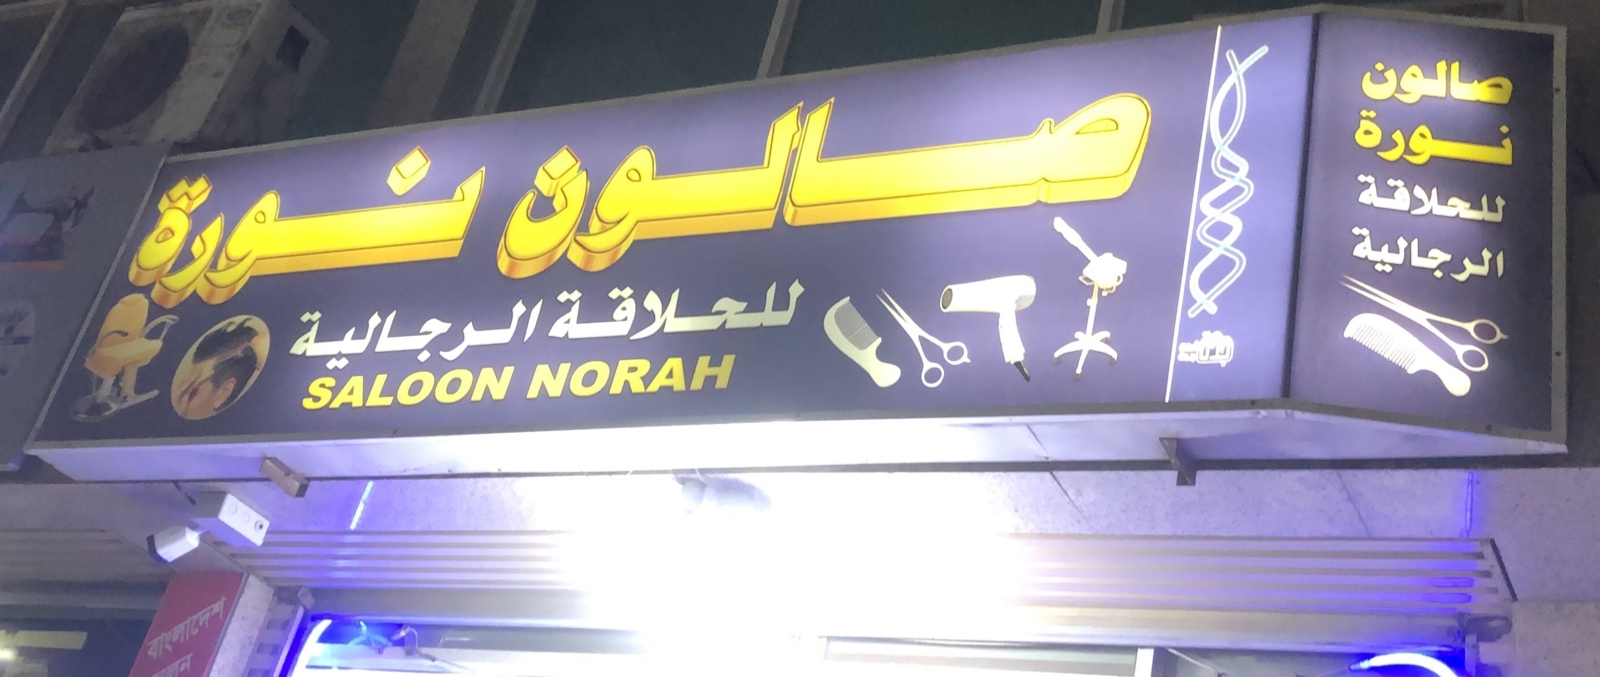 صالون نورة
للحلاقة الرجالية
SALOON NORAH
صالون
نورة
للحلاقة
الرجالية
বাংলাদেশ